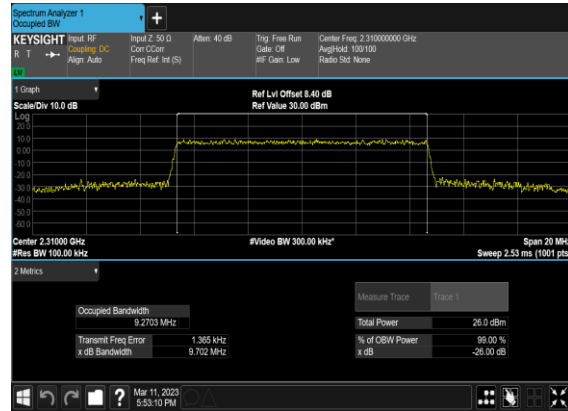 Spectrum Analyzer 1
Occupied BW
+
KEYSIGHT Input: RF
R T Coupling: DC
Align: Auto
Input Z: 50 Ω
Corr CCorr
Freq Ref: Int (S)
Atten: 40 dB
Trig: Free Run
Gate: Off
#IF Gain: Low
Center Freq: 2.310000000 GHz
Avg|Hold: 100/100
Radio Std: None
1 Graph
Scale/Div 10.0 dB
Ref Lvl Offset 8.40 dB
Ref Value 30.00 dBm
Log
20.0
10.0
0.00
-10.0
-20.0
-30.0
-40.0
-50.0
-60.0
Center 2.31000 GHz
#Res BW 100.00 kHz
#Video BW 300.00 kHz*
Span 20 MHz
Sweep 2.53 ms (1001 pts
2 Metrics
Measure Trace Trace 1
Occupied Bandwidth
9.2703 MHz
Total Power 26.0 dBm
Transmit Freq Error 1.365 kHz
% of OBW Power 99.00 %
x dB Bandwidth 9.702 MHz
x dB -26.00 dB
?
Mar 11, 2023
5:53:10 PM